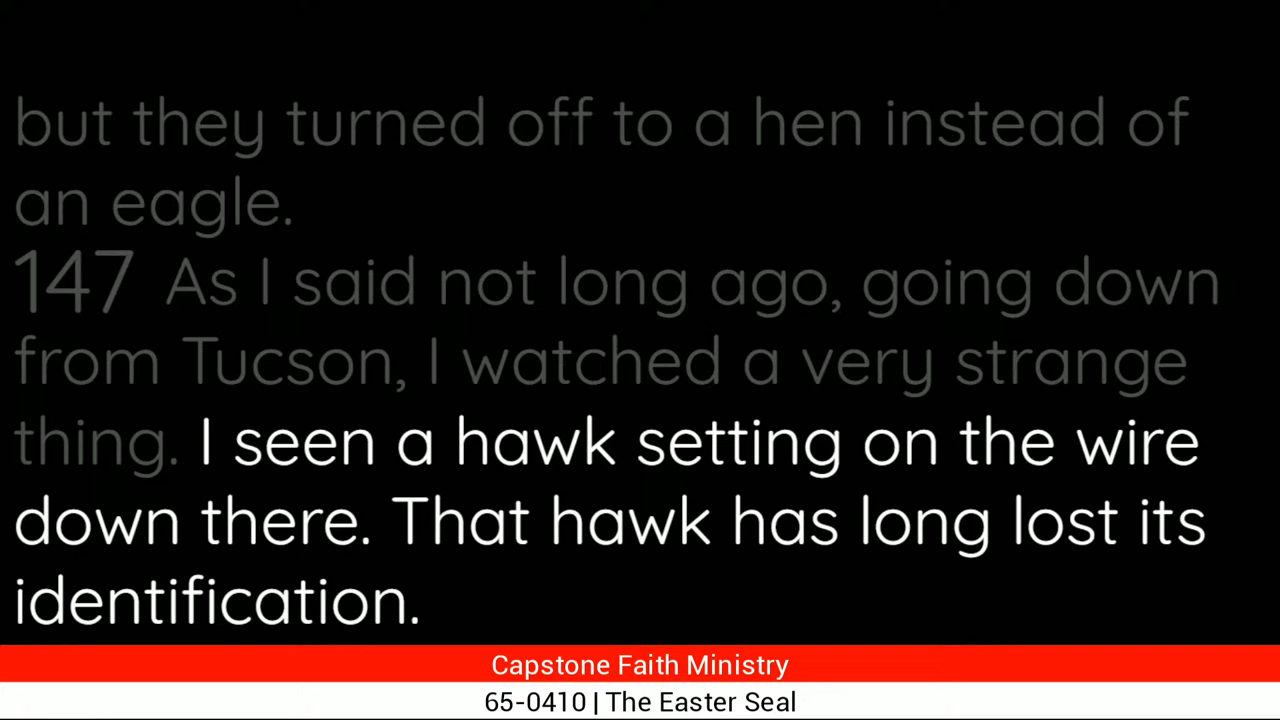 but they turned off to a hen instead of
an eagle.
147 As I said not long ago, going down
from Tucson, I watched a very strange
thing. I seen a hawk setting on the wire
down there. That hawk has long lost its
identification.
Capstone Faith Ministry
65-0410 | The Easter Seal